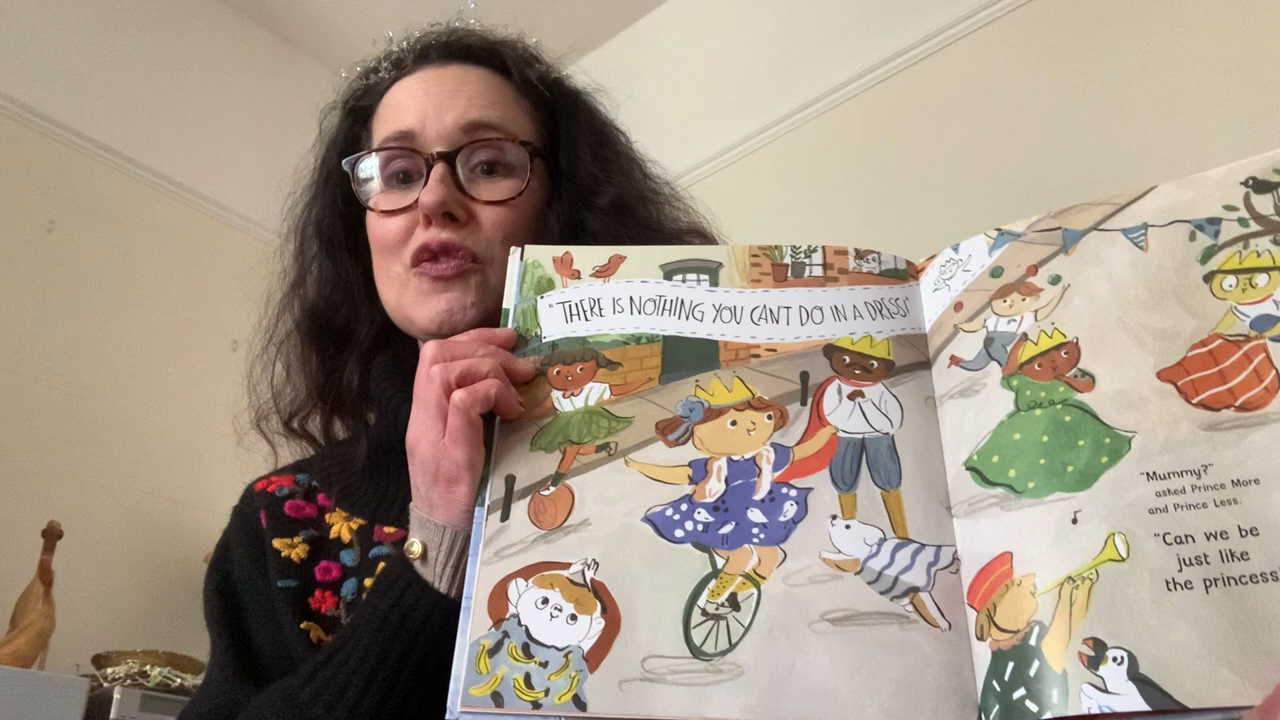 "THERE IS NOTHING YOU CAN'T DO IN A DRESS!"
"Mummy?"
asked Prince More
and Prince Less.
"Can we be
just like
the princess?